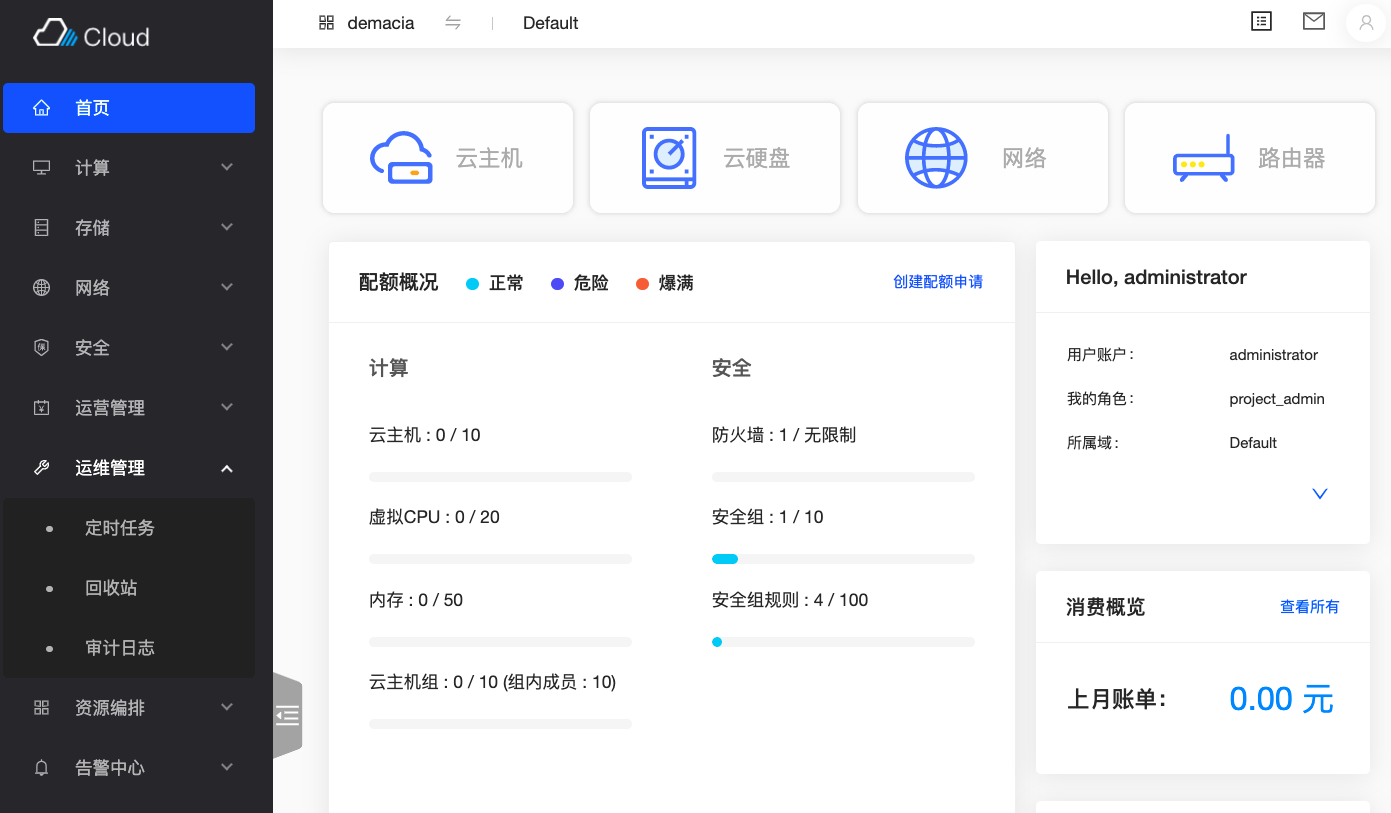 Cloud
首页
计算
存储
网络
安全
运营管理
运维管理
定时任务
回收站
审计日志
资源编排
告警中心
demacia
Default
云主机
云硬盘
网络
路由器
配额概况
正常
危险
爆满
创建配额申请
计算
云主机 : 0 / 10
虚拟CPU : 0 / 20
内存 : 0 / 50
云主机组 : 0 / 10 (组内成员 : 10)
安全
防火墙 : 1 / 无限制
安全组 : 1 / 10
安全组规则 : 4 / 100
Hello, administrator
用户账户： administrator
我的角色： project_admin
所属域： Default
消费概览
查看所有
上月账单： 0.00 元